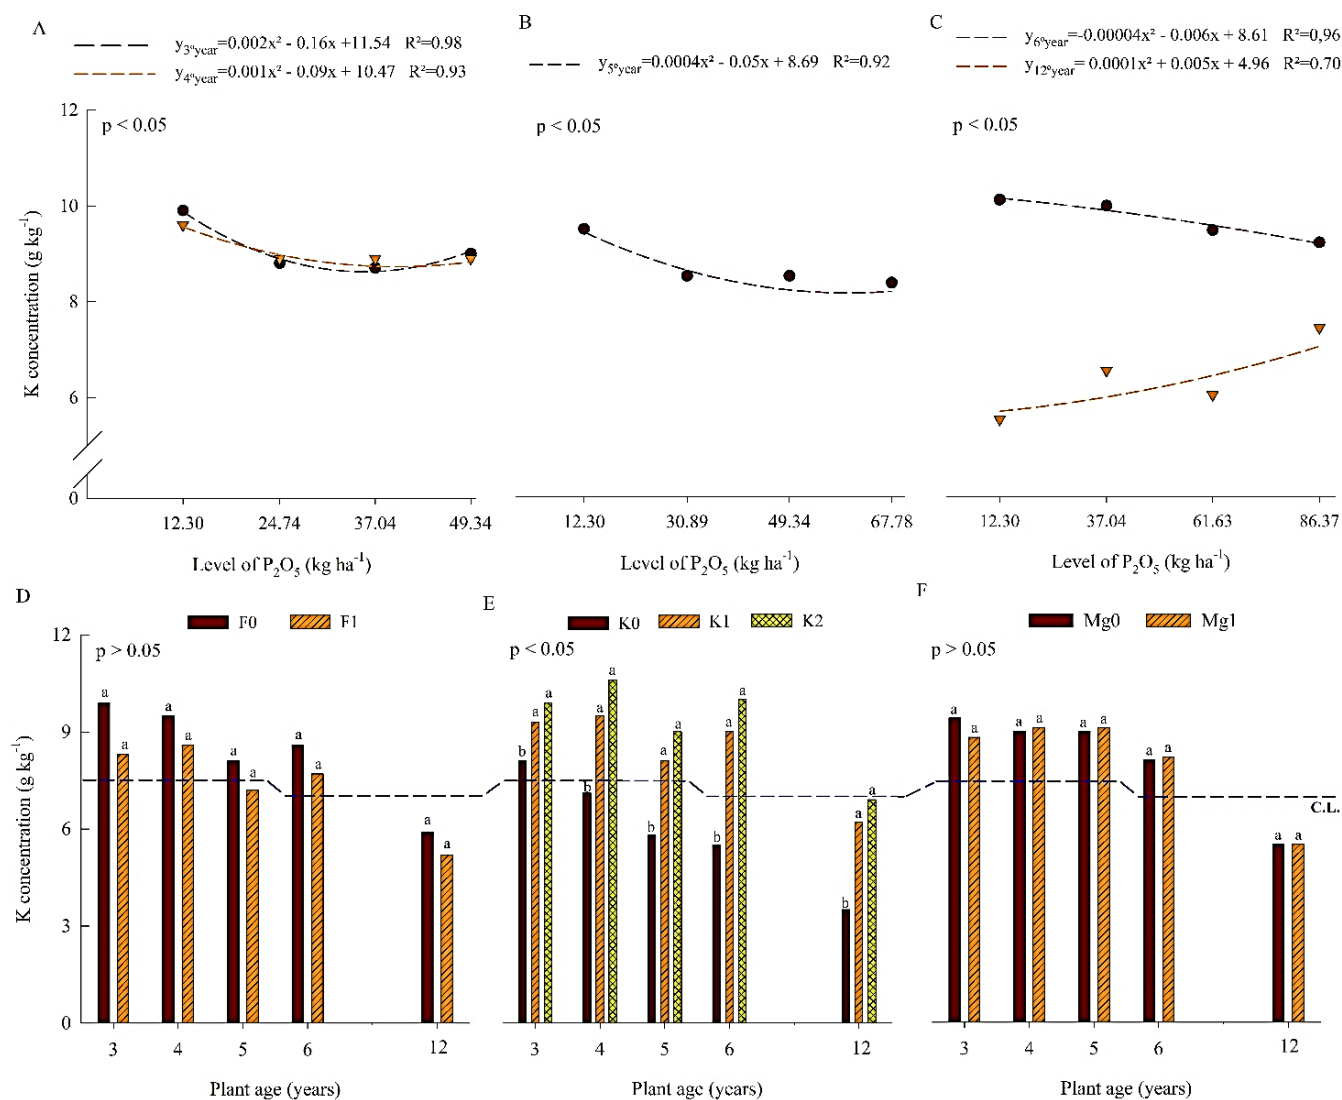 A
y3ºyear=0.002x² - 0.16x +11.54 R²=0.98
y4ºyear=0.001x² - 0.09x + 10.47 R²=0.93
B
y5ºyear=0.0004x² - 0.05x + 8.69 R²=0.92
C
y6ºyear=-0.00004x² - 0.006x + 8.61 R²=0,96
y12ºyear= 0.0001x² + 0.005x + 4.96 R²=0.70
K concentration (g kg⁻¹)
12
10
8
6
0
p < 0.05
p < 0.05
p < 0.05
12.30 24.74 37.04 49.34
12.30 30.89 49.34 67.78
12.30 37.04 61.63 86.37
Level of P₂O₅ (kg ha⁻¹)
Level of P₂O₅ (kg ha⁻¹)
Level of P₂O₅ (kg ha⁻¹)
D
F0 F1
E
K0 K1 K2
F
Mg0 Mg1
K concentration (g kg⁻¹)
12
9
6
3
0
p > 0.05
a a a a a a a a a a
p < 0.05
b a a b a a b a a b a a b a a
p > 0.05
a a a a a a a a a a
C.L.
3 4 5 6 12
3 4 5 6 12
3 4 5 6 12
Plant age (years)
Plant age (years)
Plant age (years)